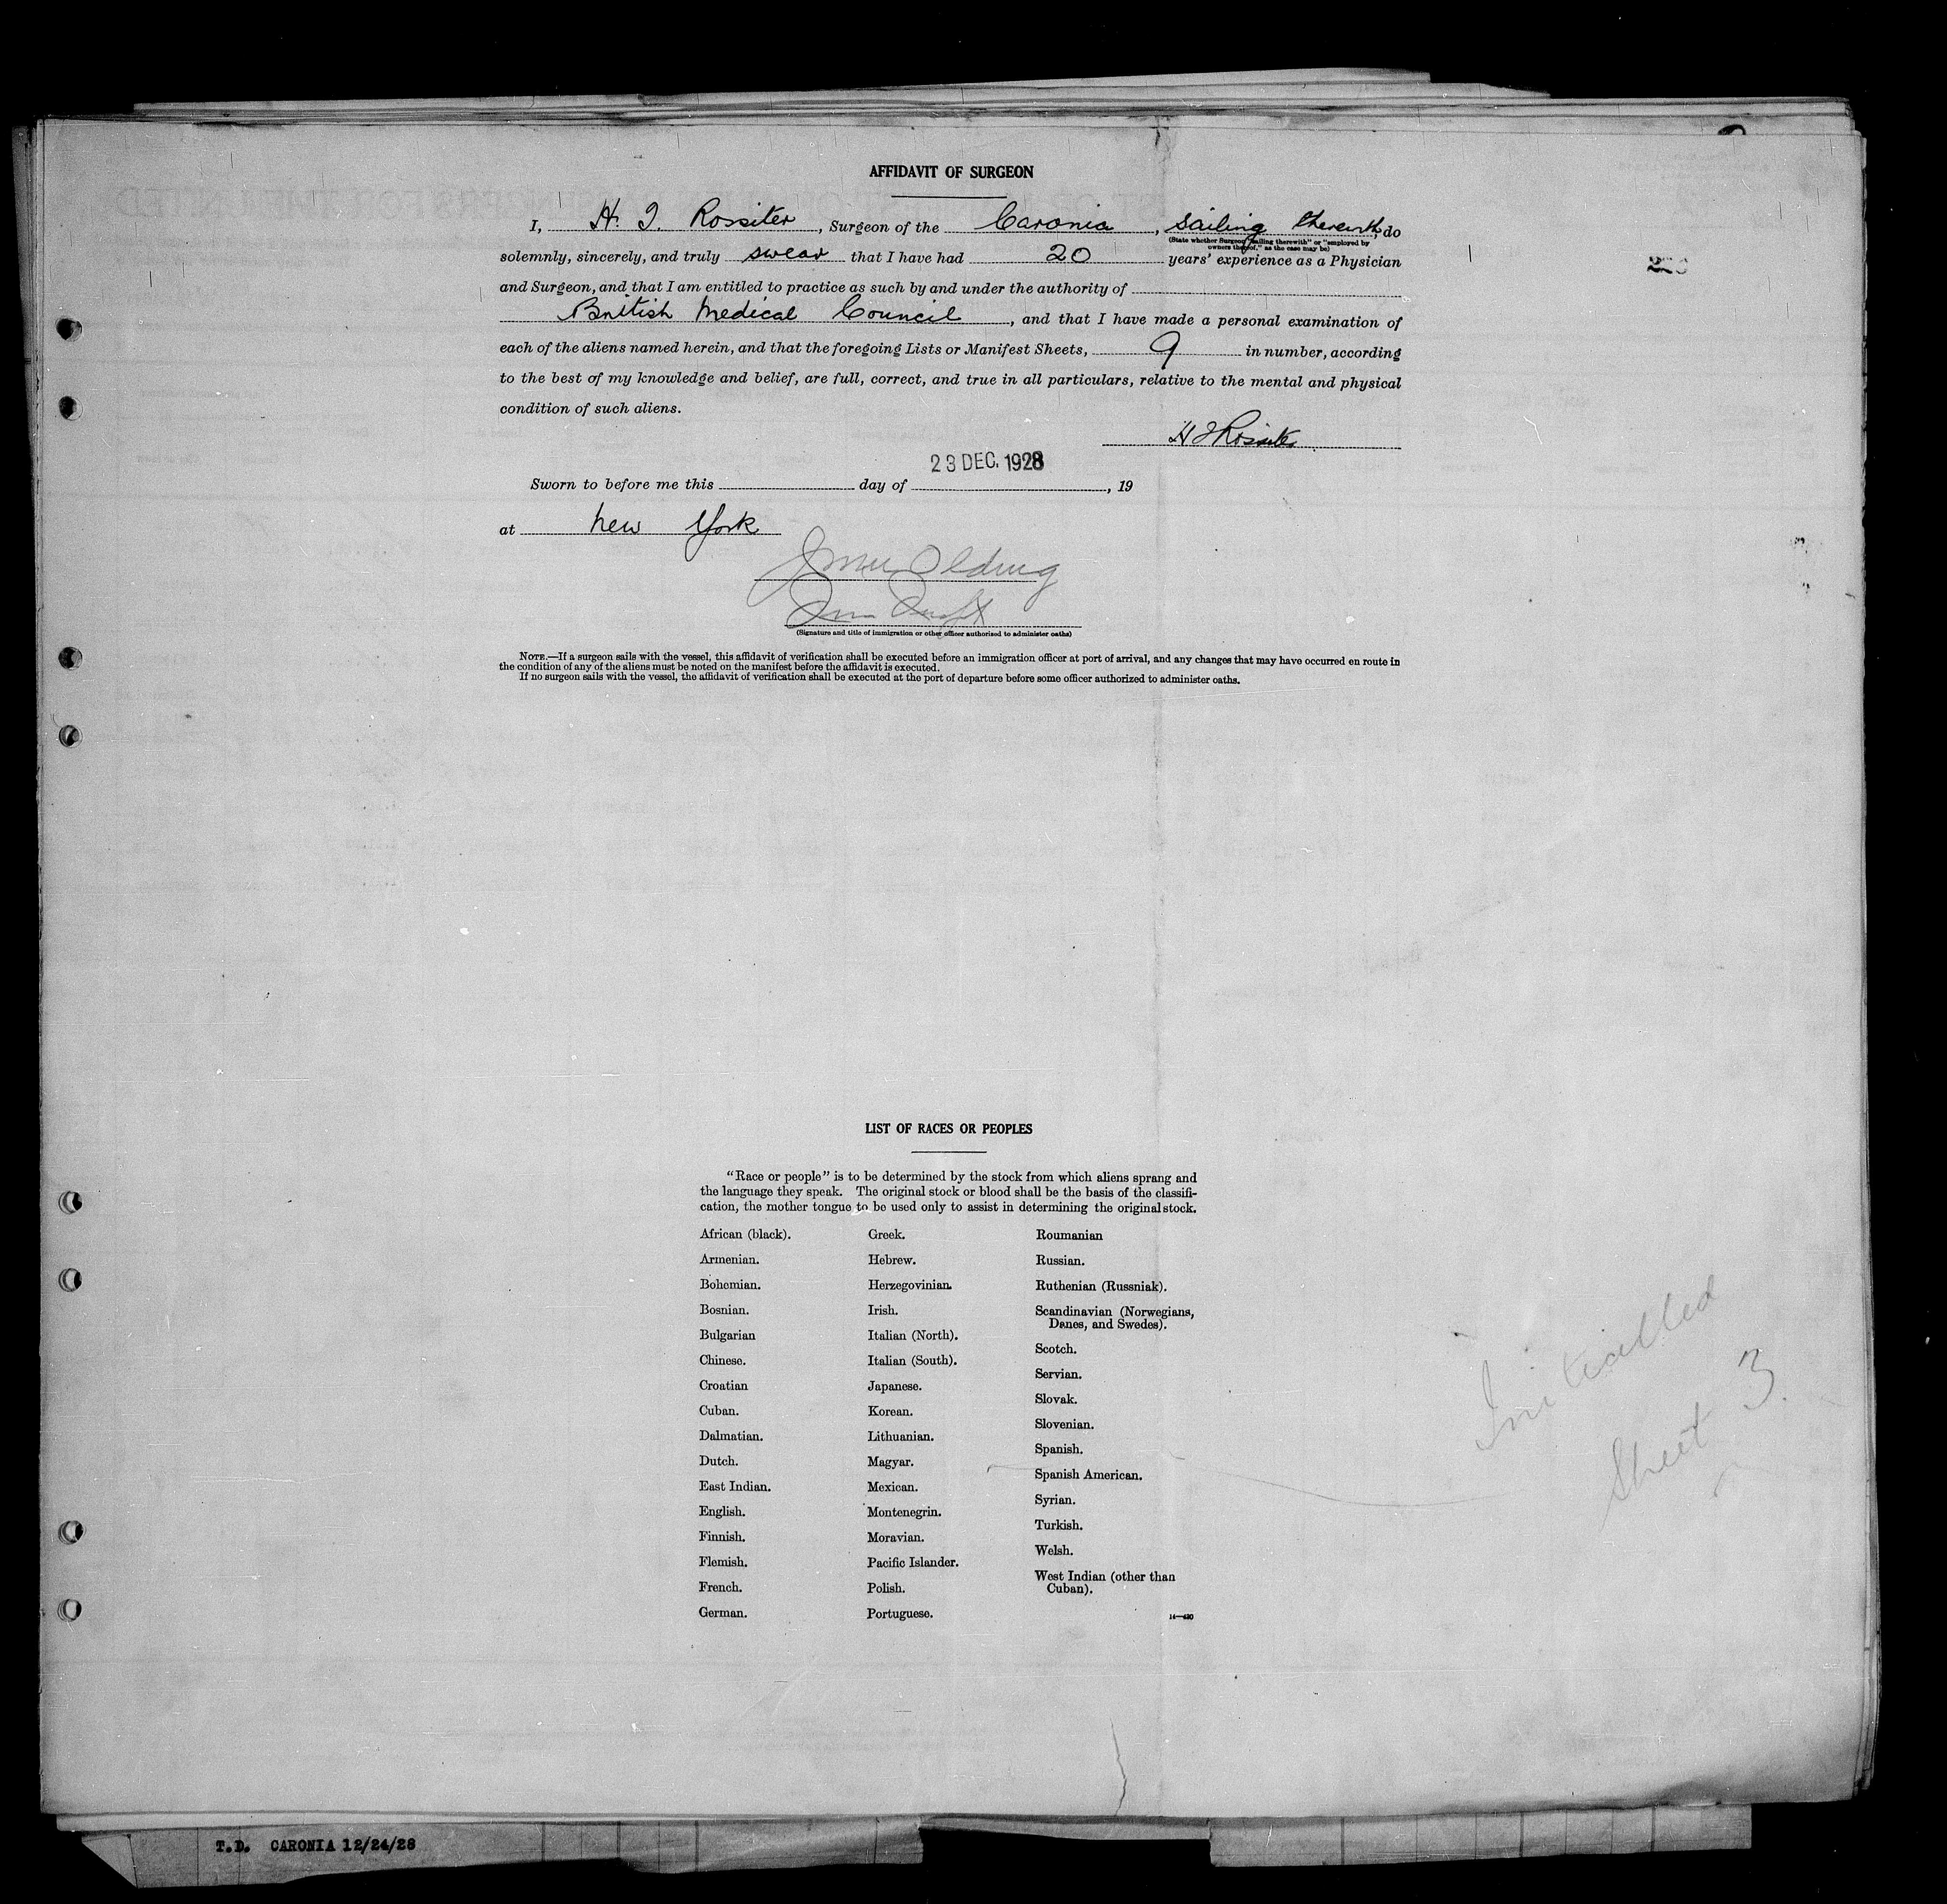 AFFIDAVIT OF SURGEON
I, H. J. Rossiter, Surgeon of the Caronia, sailing therewith, do
(State whether Surgeon "sailing therewith" or "employed by
owners thereof," as the case may be)
solemnly, sincerely, and truly swear that I have had 20 years' experience as a Physician
and Surgeon, and that I am entitled to practice as such by and under the authority of
British Medical Council, and that I have made a personal examination of
each of the aliens named herein, and that the foregoing Lists or Manifest Sheets, 9 in number, according
to the best of my knowledge and belief, are full, correct, and true in all particulars, relative to the mental and physical
condition of such aliens.
H J Rossiter
23 DEC. 1928
Sworn to before me this day of , 19
at New York
(Signature and title of immigration or other officer authorized to administer oaths)
NOTE.—If a surgeon sails with the vessel, this affidavit of verification shall be executed before an immigration officer at port of arrival, and any changes that may have occurred en route in
the condition of any of the aliens must be noted on the manifest before the affidavit is executed.
If no surgeon sails with the vessel, the affidavit of verification shall be executed at the port of departure before some officer authorized to administer oaths.
LIST OF RACES OR PEOPLES
"Race or people" is to be determined by the stock from which aliens sprang and
the language they speak. The original stock or blood shall be the basis of the classifi-
cation, the mother tongue to be used only to assist in determining the original stock.
African (black).
Armenian.
Bohemian.
Bosnian.
Bulgarian
Chinese.
Croatian
Cuban.
Dalmatian.
Dutch.
East Indian.
English.
Finnish.
Flemish.
French.
German.
Greek.
Hebrew.
Herzegovinian.
Irish.
Italian (North).
Italian (South).
Japanese.
Korean.
Lithuanian.
Magyar.
Mexican.
Montenegrin.
Moravian.
Pacific Islander.
Polish.
Portuguese.
Roumanian
Russian.
Ruthenian (Russniak).
Scandinavian (Norwegians,
Danes, and Swedes).
Scotch.
Servian.
Slovak.
Slovenian.
Spanish.
Spanish American.
Syrian.
Turkish.
Welsh.
West Indian (other than
Cuban).
14—430
Initialled
Sheet 3
T.D. CARONIA 12/24/28